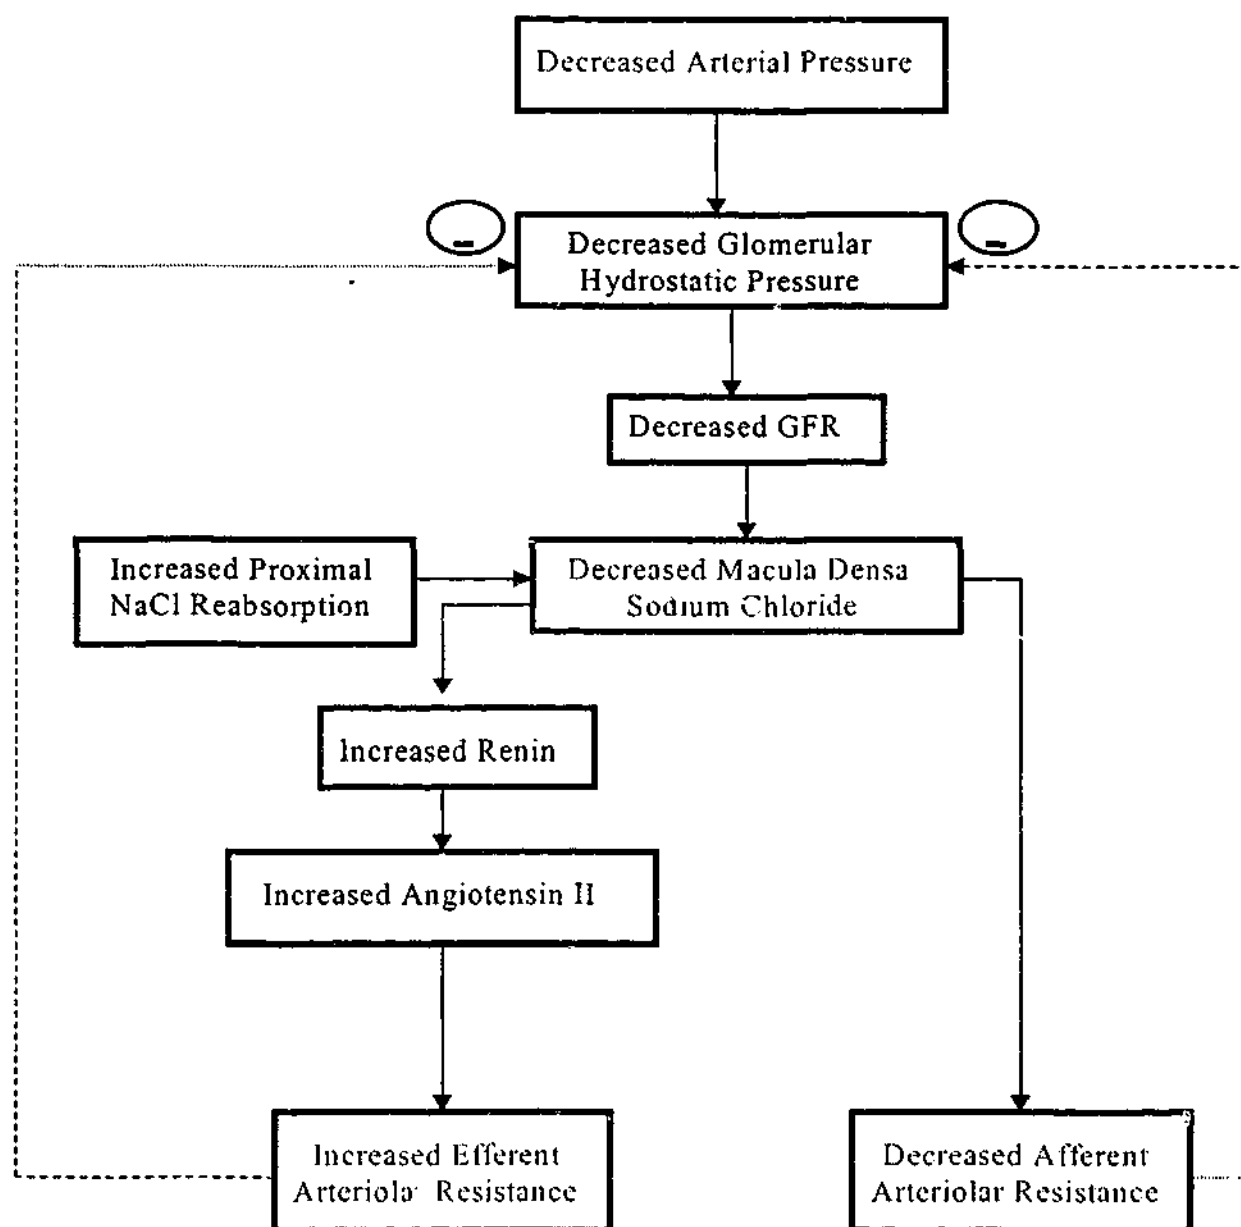 Decreased Arterial Pressure
Decreased Glomerular
Hydrostatic Pressure
Decreased GFR
Increased Proximal
NaCl Reabsorption
Decreased Macula Densa
Sodium Chloride
Increased Renin
Increased Angiotensin II
Increased Efferent
Arteriolar Resistance
Decreased Afferent
Arteriolar Resistance